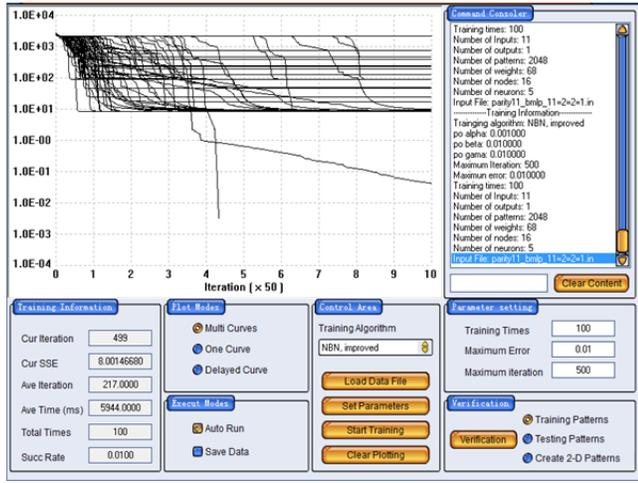 1.0E+04
1.0E+03
1.0E+02
1.0E+01
1.0E-00
1.0E-01
1.0E-02
1.0E-03
1.0E-04
0 1 2 3 4 5 6 7 8 9 10
Iteration ( × 50 )
Command Consoler
Training times: 100
Number of Inputs: 11
Number of outputs: 1
Number of patterns: 2048
Number of weights: 68
Number of nodes: 16
Number of neurons: 5
Input File: parity11_bmlp_11=2=2=1.in
--------------Training Information--------------
Trainging algorithm: NBN, improved
po alpha: 0.001000
po beta: 0.010000
po gama: 0.010000
Maximum Iteration: 500
Maximun error: 0.010000
Training times: 100
Number of Inputs: 11
Number of outputs: 1
Number of patterns: 2048
Number of weights: 68
Number of nodes: 16
Number of neurons: 5
Input File: parity11_bmlp_11=2=2=1.in
Clear Content
Training Information
Cur Iteration 499
Cur SSE 8.00146680
Ave Iteration 217.0000
Ave Time (ms) 5944.0000
Total Times 100
Succ Rate 0.0100
Plot Modes
Multi Curves
One Curve
Delayed Curve
Execut Modes
Auto Run
Save Data
Control Area
Training Algorithm
NBN, improved
Load Data File
Set Parameters
Start Training
Clear Plotting
Parameter setting
Training Times 100
Maximum Error 0.01
Maximum iteration 500
Verification
Verification
Training Patterns
Testing Patterns
Create 2-D Patterns